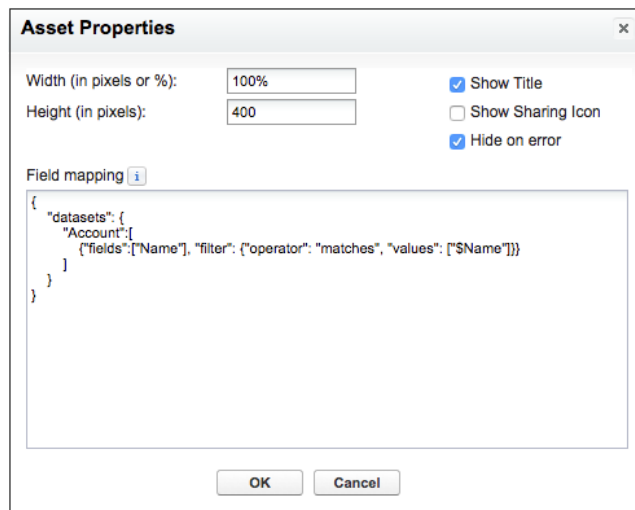 Asset Properties
Width (in pixels or %): 100% Show Title
Height (in pixels): 400 Show Sharing Icon
Hide on error
Field mapping i
{
"datasets": {
"Account":[
{"fields":["Name"], "filter": {"operator": "matches", "values": ["$Name"]}}
]
}
}
OK Cancel